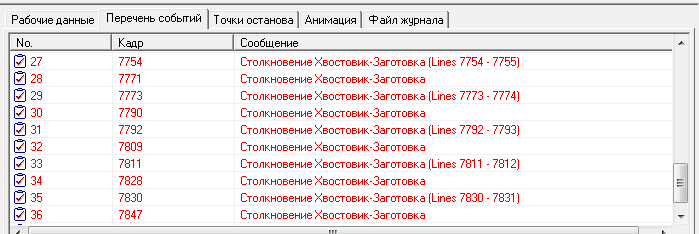 Рабочие данные Перечень событий Точки останова Анимация Файл журнала
No. Кадр Сообщение
27 7754 Столкновение Хвостовик-Заготовка (Lines 7754 - 7755)
28 7771 Столкновение Хвостовик-Заготовка
29 7773 Столкновение Хвостовик-Заготовка (Lines 7773 - 7774)
30 7790 Столкновение Хвостовик-Заготовка
31 7792 Столкновение Хвостовик-Заготовка (Lines 7792 - 7793)
32 7809 Столкновение Хвостовик-Заготовка
33 7811 Столкновение Хвостовик-Заготовка (Lines 7811 - 7812)
34 7828 Столкновение Хвостовик-Заготовка
35 7830 Столкновение Хвостовик-Заготовка (Lines 7830 - 7831)
36 7847 Столкновение Хвостовик-Заготовка